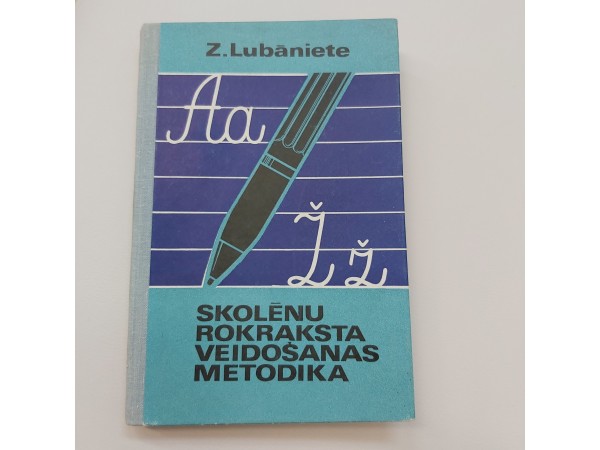 Z.Lubāniete
Aa
Žž
SKOLĒNU
ROKRAKSTA
VEIDOŠANAS
METODIKA